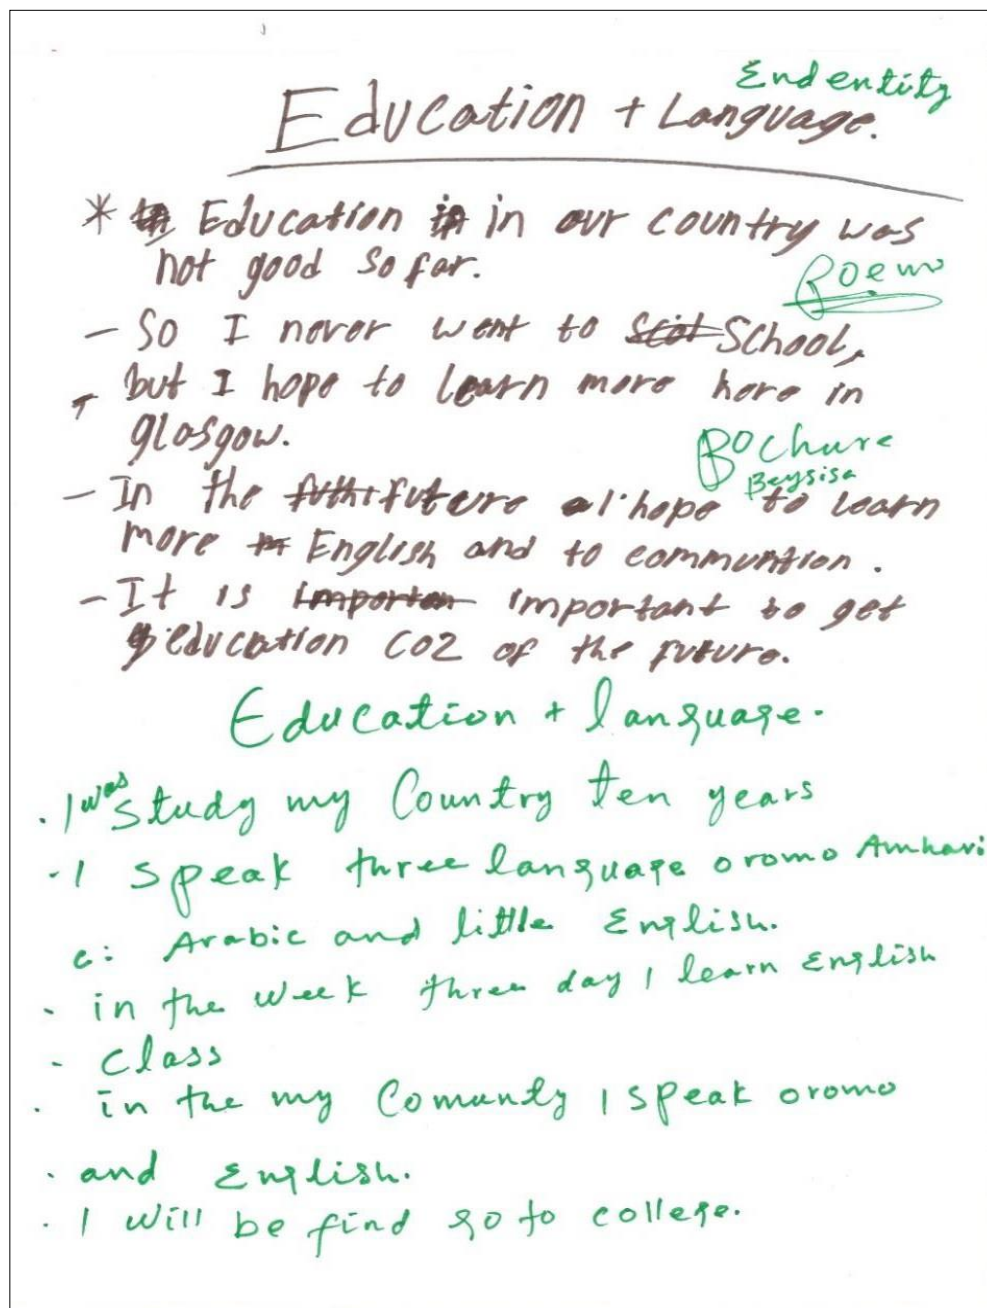 End entity
Education + Language.
* Education in our country was
not good so far.
Poem
- So I never went to School,
- but I hope to learn more here in
glasgow.
Bochure
Beysisa
- In the future I hope to learn
more English and to communtion.
- It is important to get
education CO2 of the future.
Education + language.
. I was Study my Country ten years
. I speak three language oromo Amhari
c: Arabic and little English.
. in the week three day I learn English
- class
. in the my Comunty I speak oromo
. and English.
. I will be find go to college.